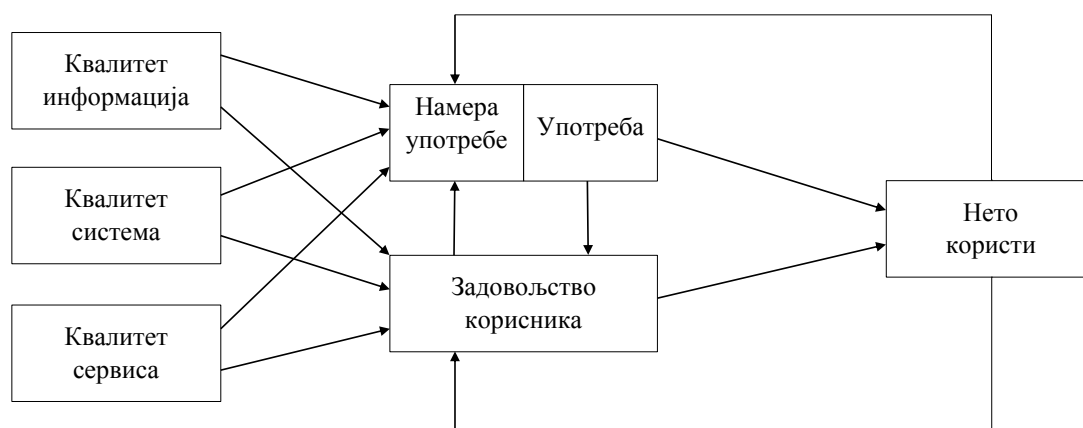 Квалитет
информација
Намера
употребе
Употреба
Квалитет
система
Нето
користи
Задовољство
корисника
Квалитет
сервиса